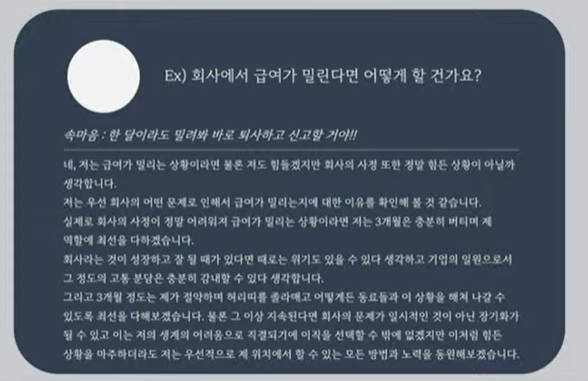 Ex) 회사에서 급여가 밀린다면 어떻게 할 건가요?
속마음 : 한 달이라도 밀려봐 바로 퇴사하고 신고할 거야!!
네, 저는 급여가 밀리는 상황이라면 물론 저도 힘들겠지만 회사의 사정 또한 정말 힘든 상황이 아닐까
생각합니다.
저는 우선 회사의 어떤 문제로 인해서 급여가 밀리는지에 대한 이유를 확인해 볼 것 같습니다.
실제로 회사의 사정이 정말 어려워져 급여가 밀리는 상황이라면 저는 3개월은 충분히 버티며 제
역할에 최선을 다하겠습니다.
회사라는 것이 성장하고 잘 될 때가 있다면 때로는 위기도 있을 수 있다 생각하고 기업의 일원으로서
그 정도의 고통 분담은 충분히 감내할 수 있다 생각합니다.
그리고 3개월 정도는 제가 절약하며 허리띠를 졸라매고 어떻게든 동료들과 이 상황을 해쳐 나갈 수
있도록 최선을 다해보겠습니다. 물론 그 이상 지속된다면 회사의 문제가 일시적인 것이 아닌 장기화가
될 수 있고 이는 저의 생계의 어려움으로 직결되기에 이직을 선택할 수 밖에 없겠지만 이처럼 힘든
상황을 마주하더라도 저는 우선적으로 제 위치에서 할 수 있는 모든 방법과 노력을 동원해보겠습니다.